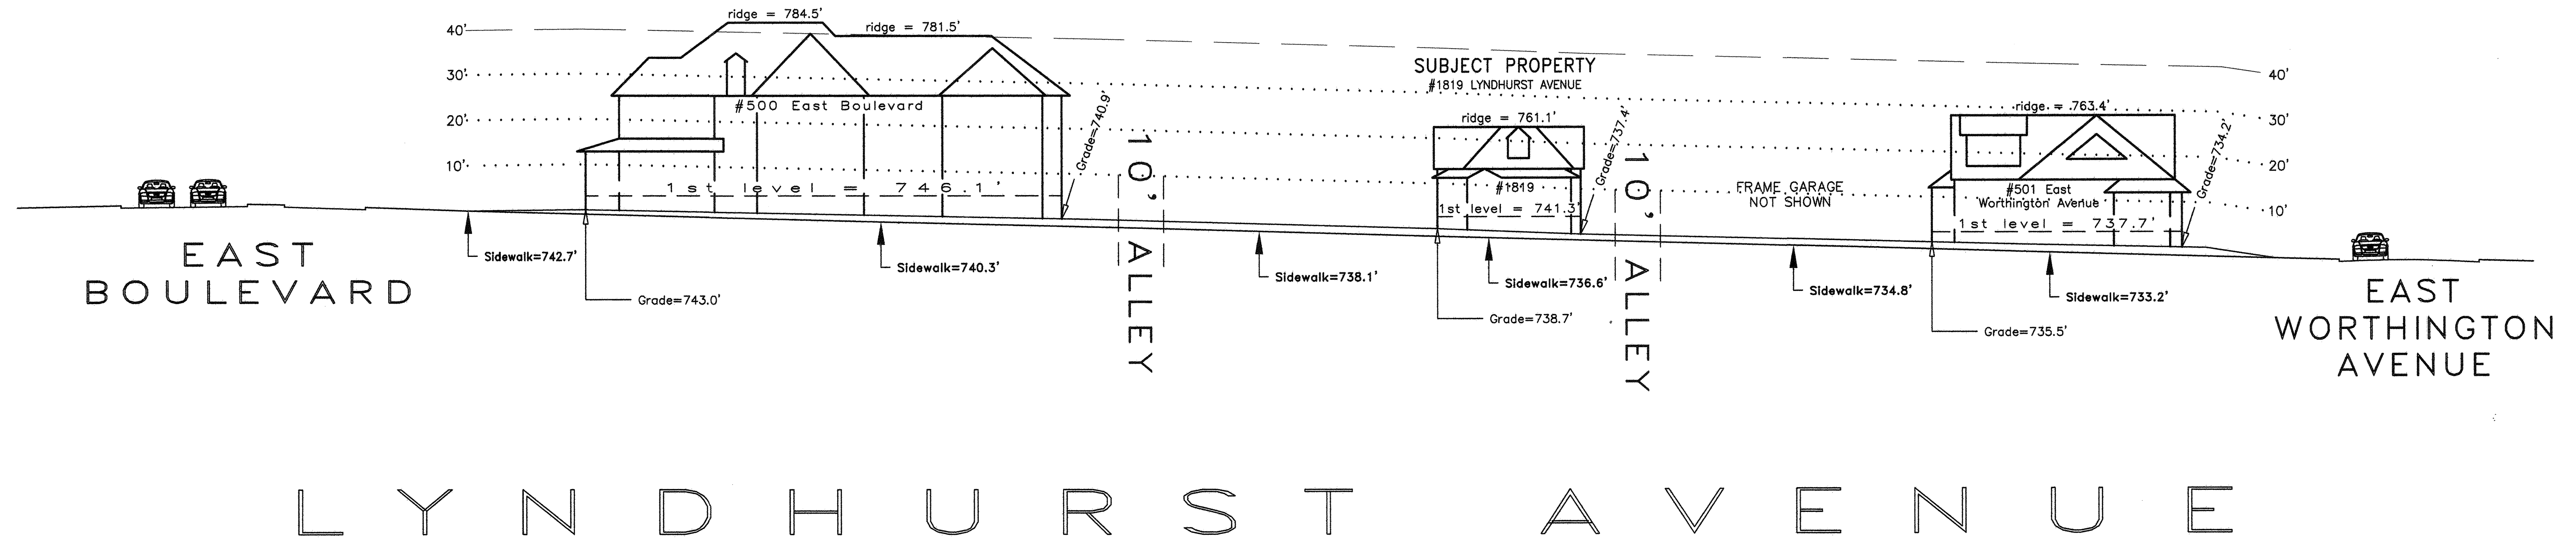 ridge = 784.5'
ridge = 781.5'
40'
30'
20'
10'
#500 East Boulevard
1st level = 746.1'
Grade=740.9'
10' ALLEY
SUBJECT PROPERTY
#1819 LYNDHURST AVENUE
ridge = 761.1'
#1819
1st level = 741.3'
Grade=737.4'
10' ALLEY
FRAME GARAGE
NOT SHOWN
ridge = 763.4'
#501 East
Worthington Avenue
1st level = 737.7'
Grade=734.2'
40'
30'
20'
10'
EAST
BOULEVARD
Sidewalk=742.7'
Grade=743.0'
Sidewalk=740.3'
Sidewalk=738.1'
Sidewalk=736.6'
Grade=738.7'
Sidewalk=734.8'
Sidewalk=733.2'
Grade=735.5'
EAST
WORTHINGTON
AVENUE
LYNDHURST AVENUE